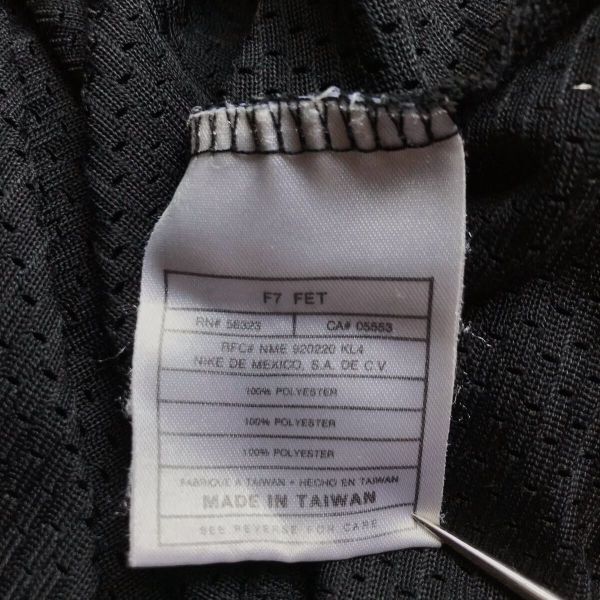 F7 FET
RN# 56323 CA# 05553
RFC# NME 920220 KL4
NIKE DE MEXICO, S.A. DE C.V.
100% POLYESTER
100% POLYESTER
100% POLYESTER
FABRIQUE A TAIWAN • HECHO EN TAIWAN
MADE IN TAIWAN
SEE REVERSE FOR CARE